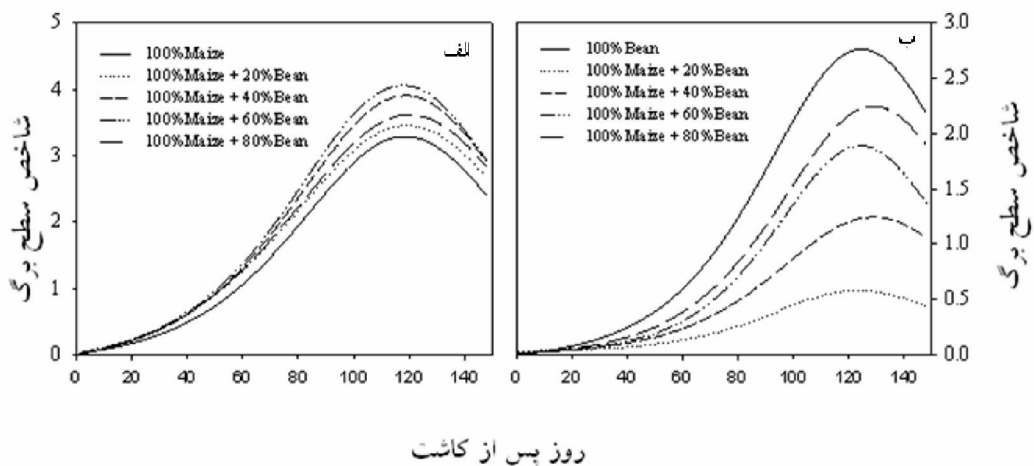 شاخص سطح برگ
5
4
3
2
1
0
الف
100%Maize
100%Maize + 20%Bean
100%Maize + 40%Bean
100%Maize + 60%Bean
100%Maize + 80%Bean
0 20 40 60 80 100 120 140
ب
100%Bean
100%Maize + 20%Bean
100%Maize + 40%Bean
100%Maize + 60%Bean
100%Maize + 80%Bean
0 20 40 60 80 100 120 140
3.0
2.5
2.0
1.5
1.0
0.5
0.0
شاخص سطح برگ
روز پس از کاشت